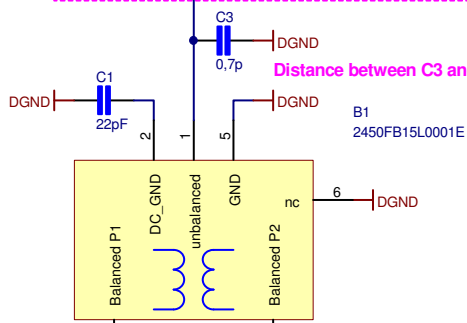 C3
DGND
0,7p
Distance between C3 an
C1
DGND
22pF
DGND
B1
2450FB15L0001E
2
1
5
DC_GND
unbalanced
GND
nc
6
DGND
Balanced P1
Balanced P2